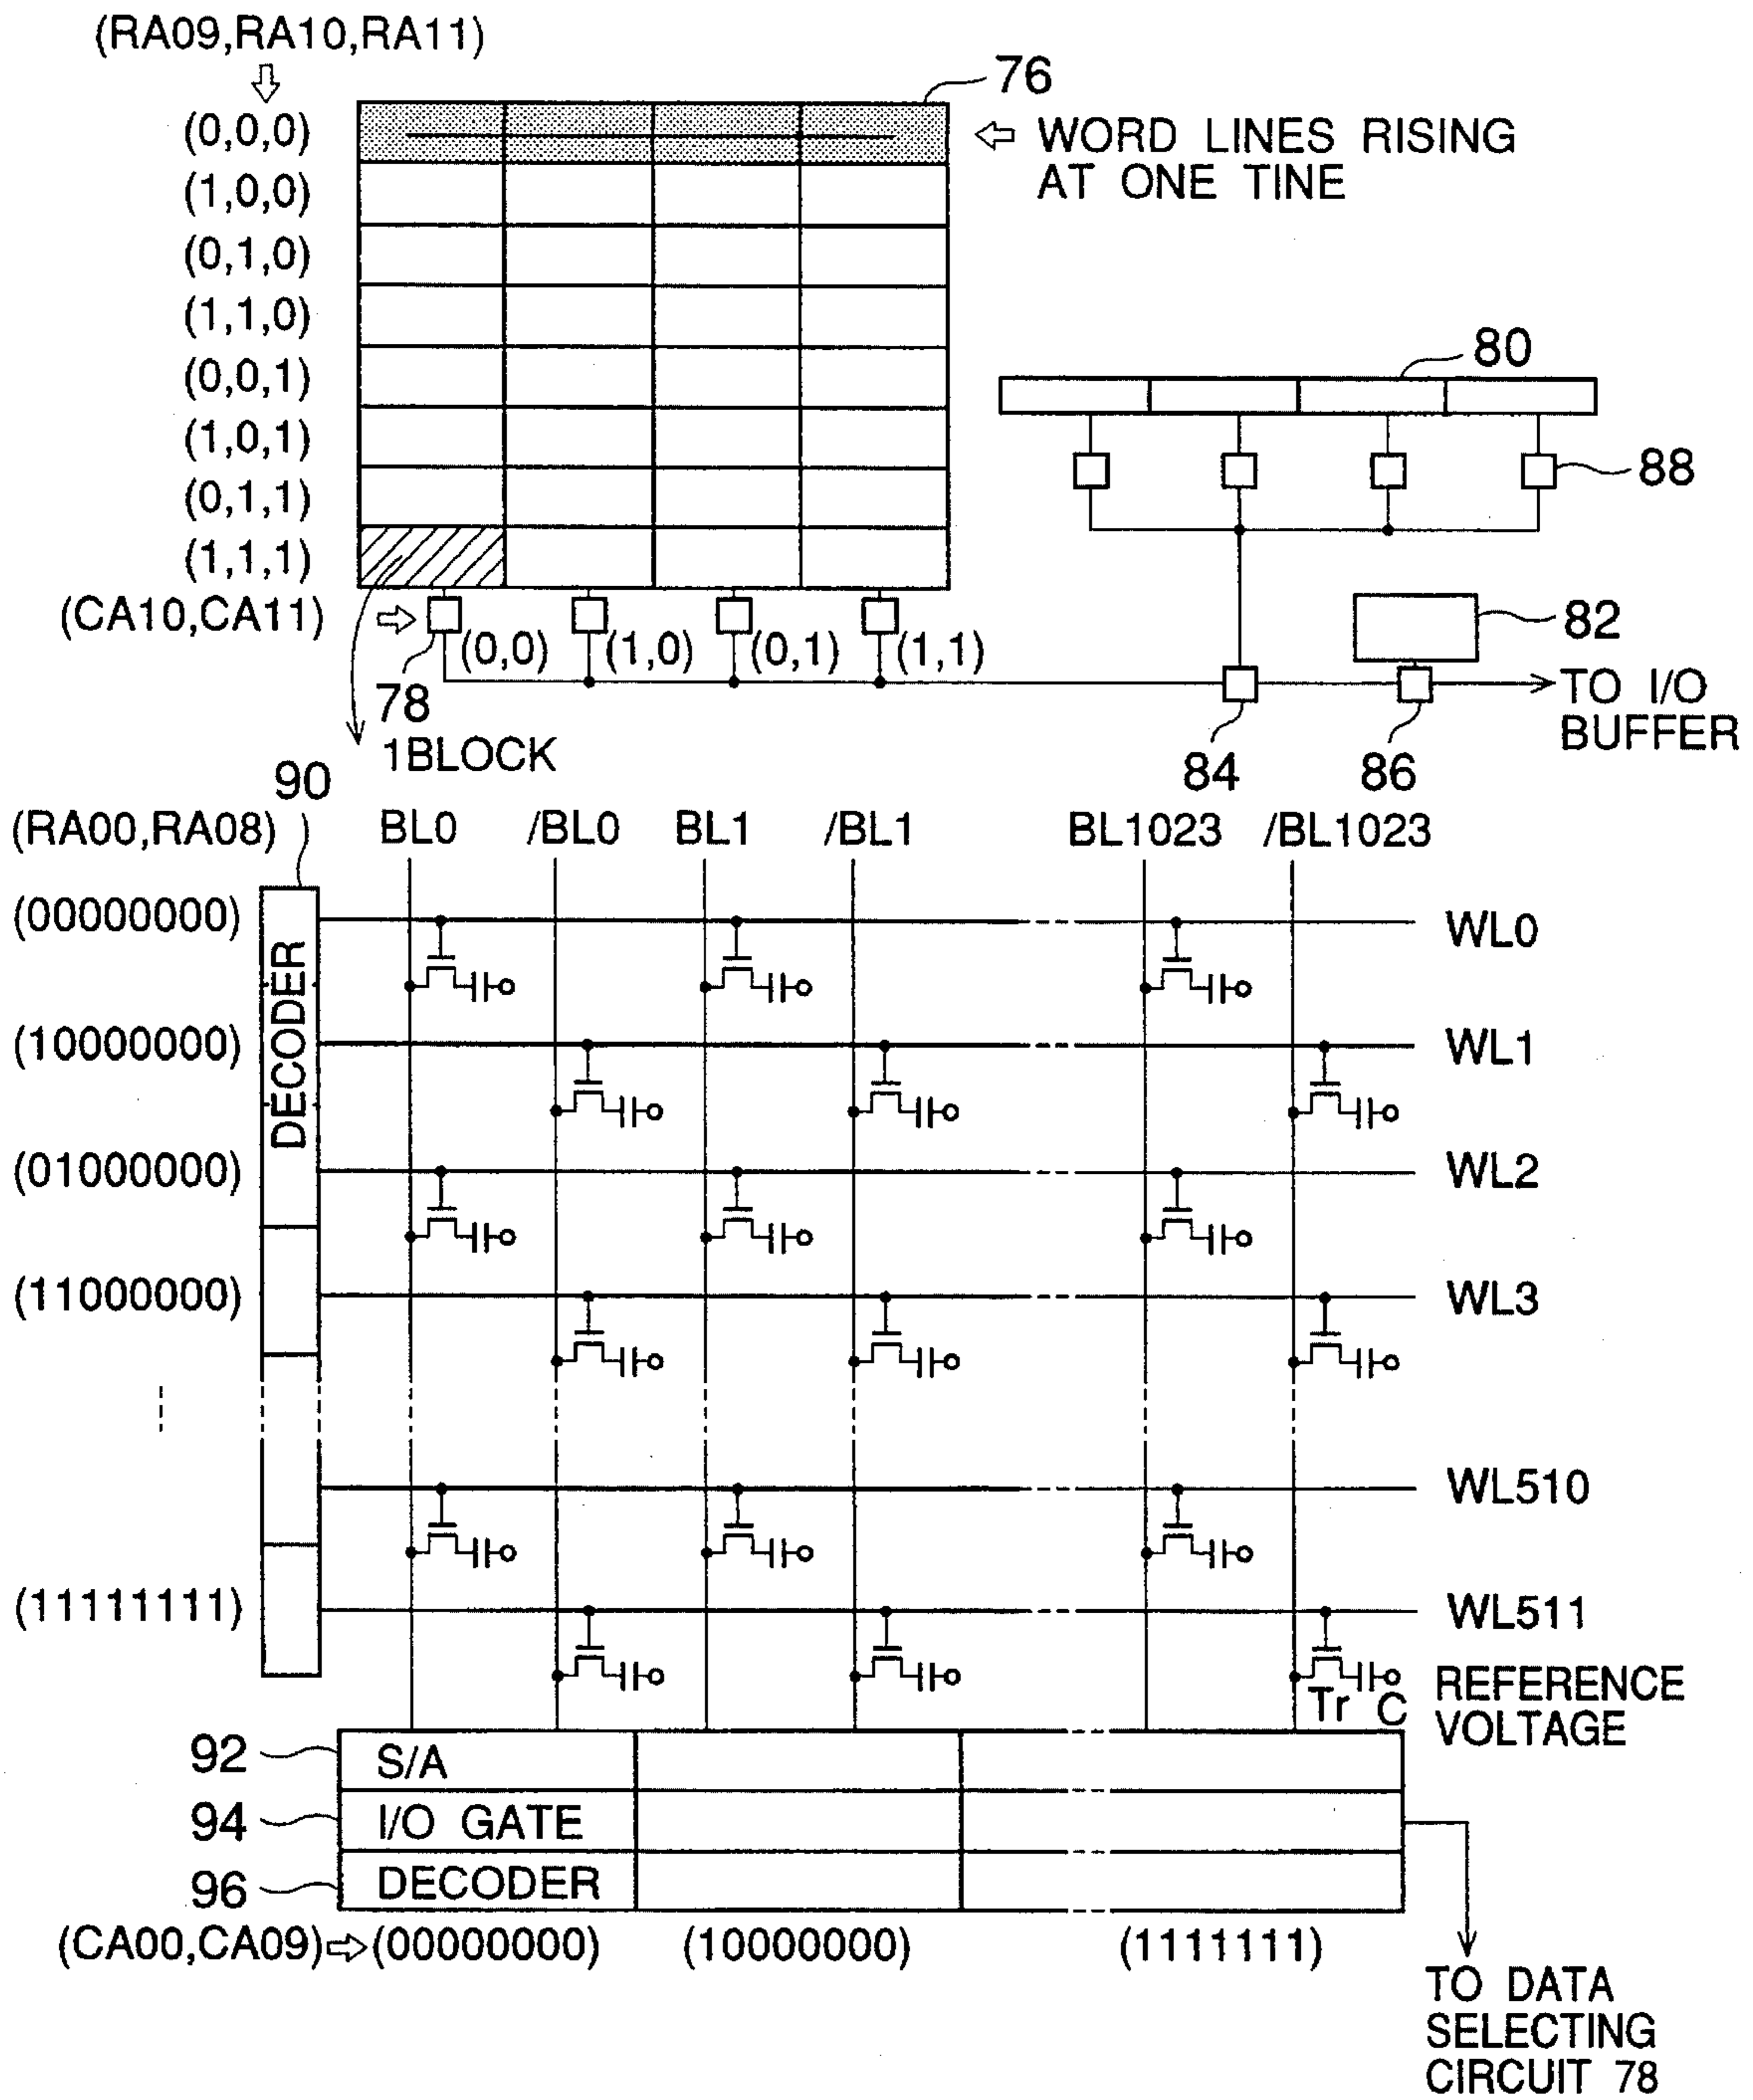 (RA09,RA10,RA11)
76
(0,0,0)
WORD LINES RISING
AT ONE TINE
(1,0,0)
(0,1,0)
(1,1,0)
(0,0,1)
80
(1,0,1)
88
(0,1,1)
(1,1,1)
(CA10,CA11)
82
(0,0)
(1,0)
(0,1)
(1,1)
78
TO I/O
BUFFER
1BLOCK
84
86
90
(RA00,RA08)
BL0
/BL0
BL1
/BL1
BL1023
/BL1023
(00000000)
WL0
DECODER
(10000000)
WL1
(01000000)
WL2
(11000000)
WL3
WL510
(11111111)
WL511
Tr
C
REFERENCE
VOLTAGE
92
S/A
94
I/O GATE
96
DECODER
(CA00,CA09)
(00000000)
(10000000)
(1111111)
TO DATA
SELECTING
CIRCUIT 78